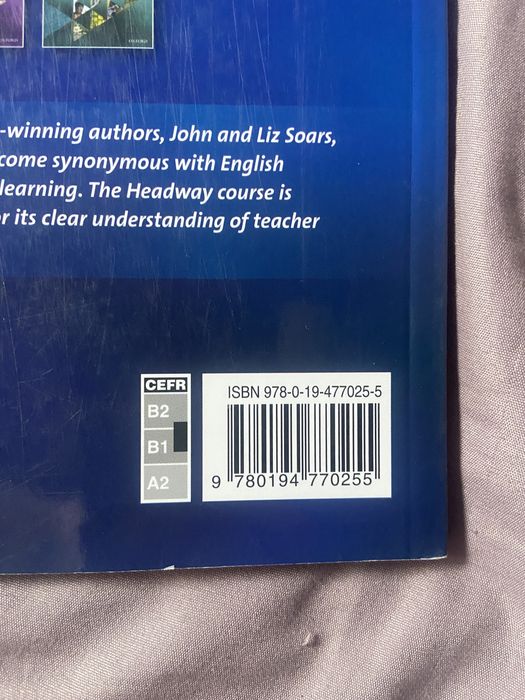 OXFORD
-winning authors, John and Liz Soars,
come synonymous with English
learning. The Headway course is
r its clear understanding of teacher
CEFR
B2
B1
A2
ISBN 978-0-19-477025-5
9 780194 770255